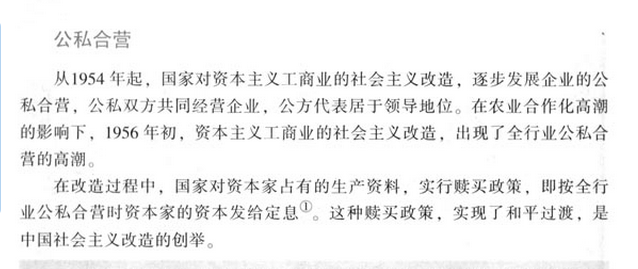 公私合营
从1954年起，国家对资本主义工商业的社会主义改造，逐步发展企业的公
私合营，公私双方共同经营企业，公方代表居于领导地位。在农业合作化高潮
的影响下，1956年初，资本主义工商业的社会主义改造，出现了全行业公私合
营的高潮。
在改造过程中，国家对资本家占有的生产资料，实行赎买政策，即按全行
业公私合营时资本家的资本发给定息①。这种赎买政策，实现了和平过渡，是
中国社会主义改造的创举。